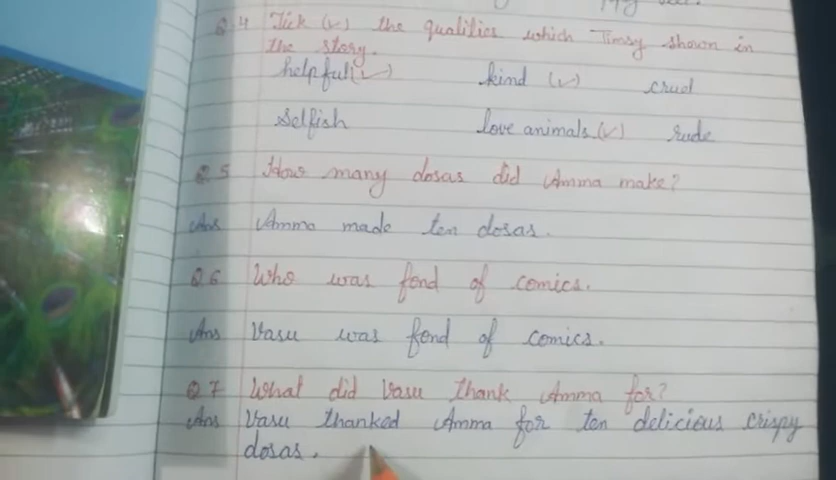 Q.4 Tick (✓) the qualities which Timsy shown in
the story.
helpful(✓) kind (✓) cruel
selfish love animals(✓) rude
Q 5 How many dosas did Amma make?
Ans Amma made ten dosas.
Q 6 Who was fond of comics.
Ans Vasu was fond of comics.
Q 7 What did Vasu thank Amma for?
Ans Vasu thanked Amma for ten delicious crispy
dosas.